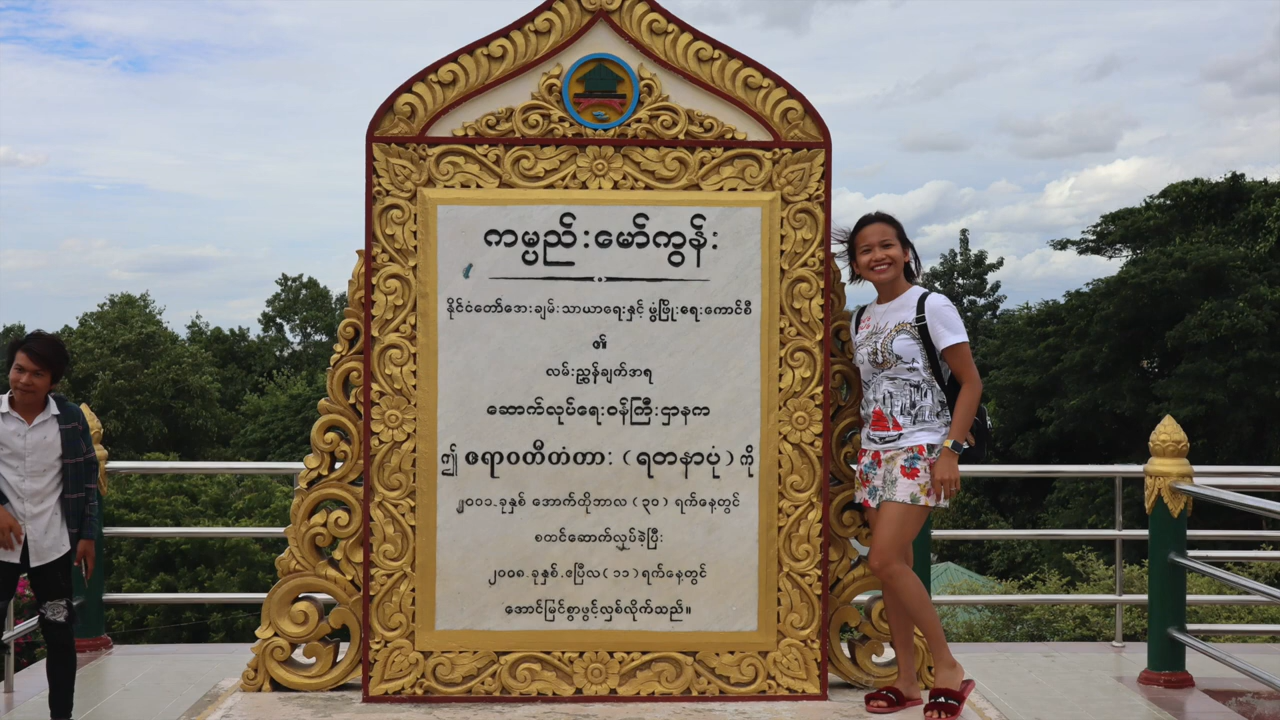 ကမ္ပည်းမော်ကွန်း
နိုင်ငံတော်အေးချမ်းသာယာရေးနှင့် ဖွံ့ဖြိုးရေးကောင်စီ
၏
လမ်းညွှန်ချက်အရ
ဆောက်လုပ်ရေးဝန်ကြီးဌာနက
ဤ ဧရာဝတီတံတား (ရတနာပုံ) ကို
၂၀၁၁.ခုနှစ် အောက်တိုဘာလ (၃၀) ရက်နေ့တွင်
စတင်ဆောက်လုပ်ခဲ့ပြီး
၂၀၀၈.ခုနှစ်.ဧပြီလ(၁၁)ရက်နေ့တွင်
အောင်မြင်စွာဖွင့်လှစ်လိုက်သည်။